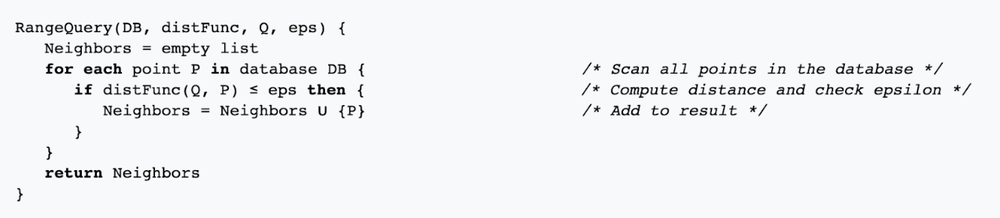 RangeQuery(DB, distFunc, Q, eps) {
   Neighbors = empty list
   for each point P in database DB {                      /* Scan all points in the database */
      if distFunc(Q, P) ≤ eps then {                      /* Compute distance and check epsilon */
         Neighbors = Neighbors ∪ {P}                      /* Add to result */
      }
   }
   return Neighbors
}